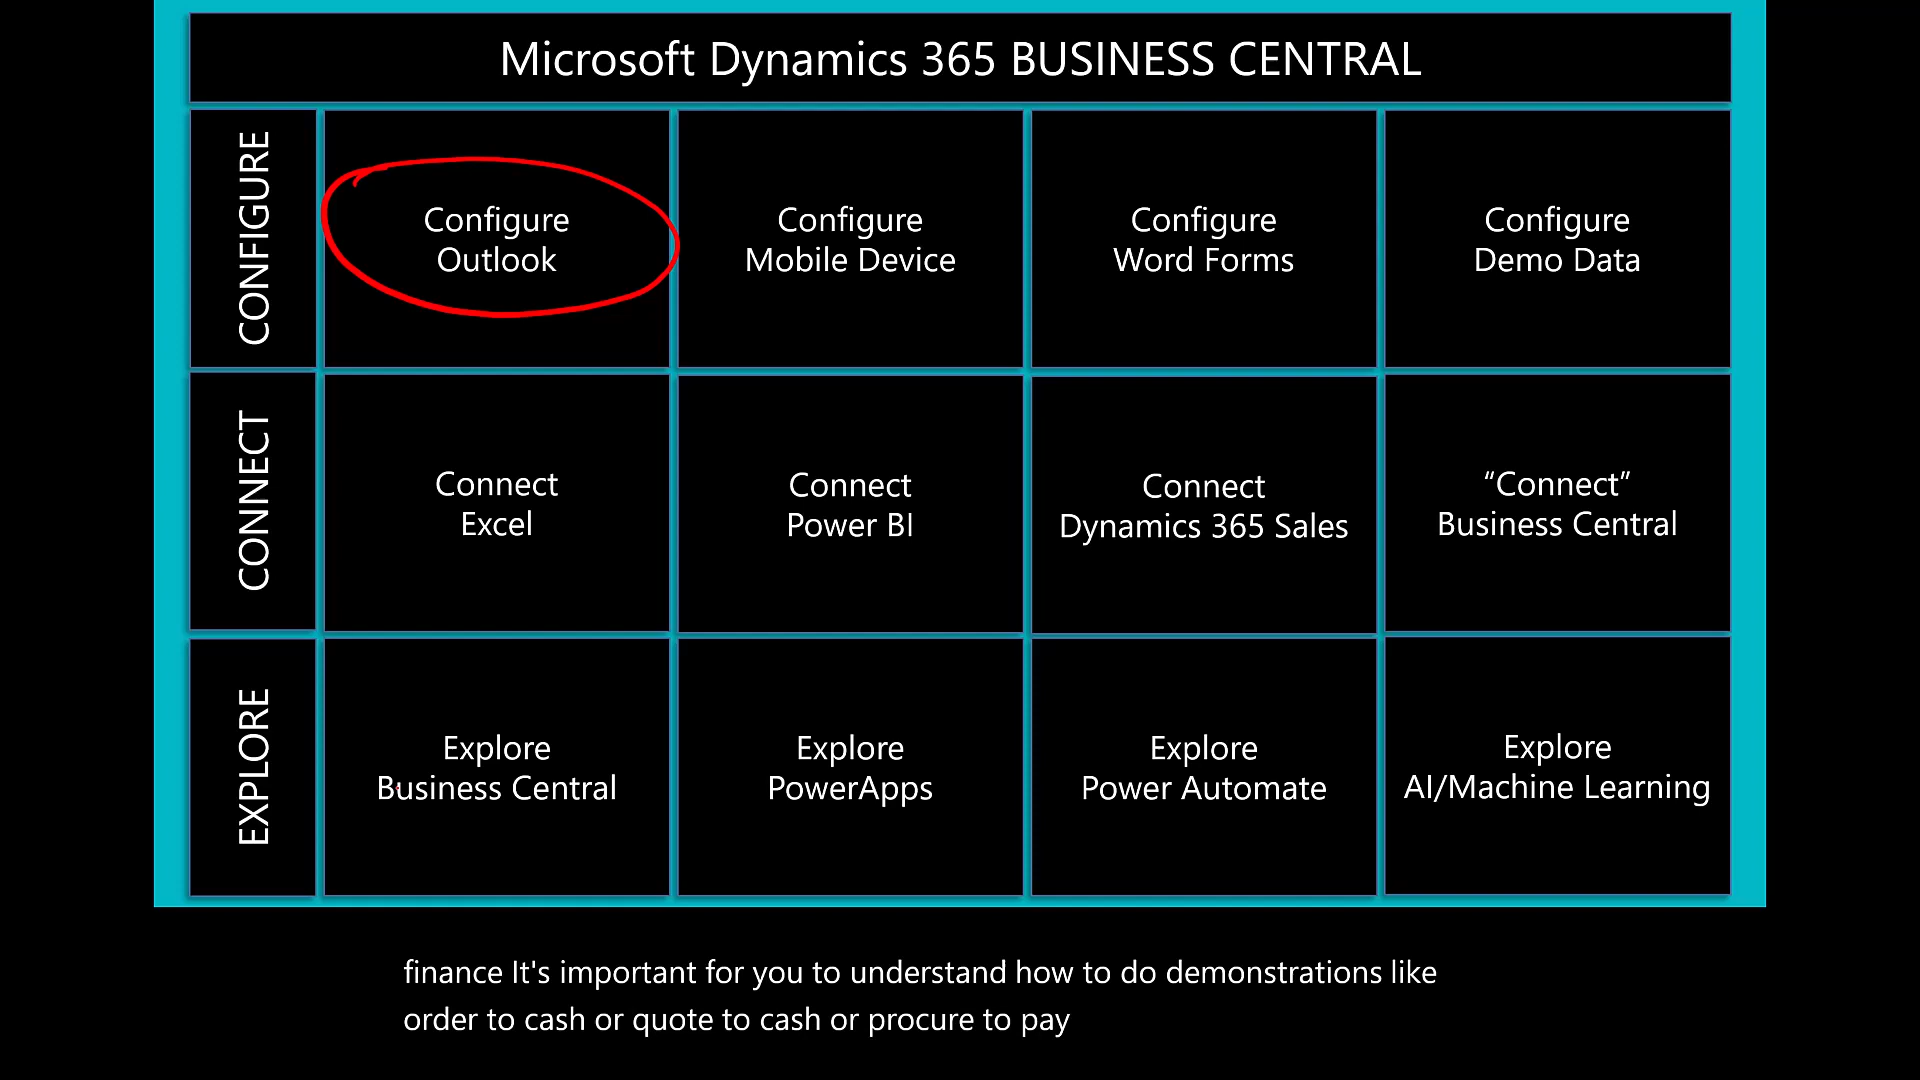 Microsoft Dynamics 365 BUSINESS CENTRAL
CONFIGURE
Configure
Outlook
Configure
Mobile Device
Configure
Word Forms
Configure
Demo Data
CONNECT
Connect
Excel
Connect
Power BI
Connect
Dynamics 365 Sales
“Connect”
Business Central
EXPLORE
Explore
Business Central
Explore
PowerApps
Explore
Power Automate
Explore
AI/Machine Learning
finance It's important for you to understand how to do demonstrations like
order to cash or quote to cash or procure to pay